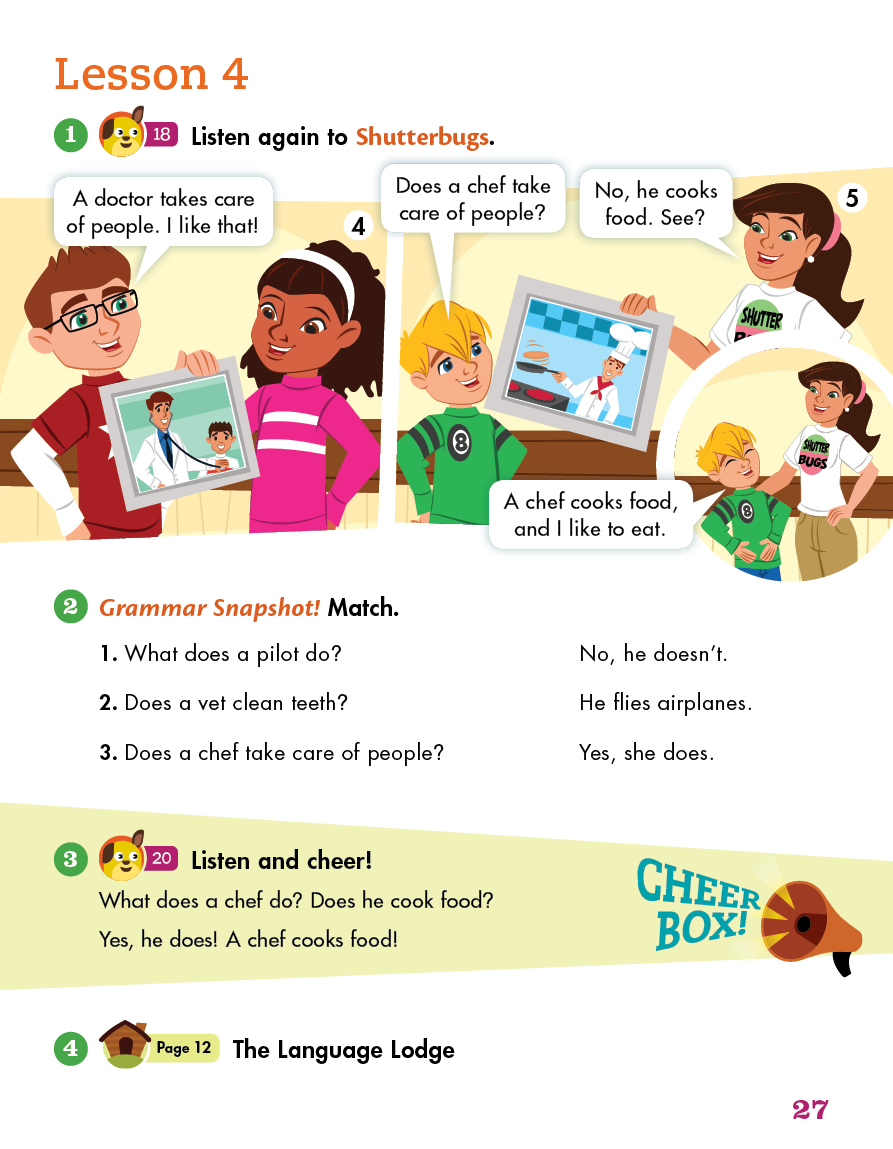 Lesson 4
1 18 Listen again to Shutterbugs.
A doctor takes care
of people. I like that!
4
Does a chef take
care of people?
No, he cooks
food. See?
5
SHUTTER
8
SHUTTER
BUGS
8
A chef cooks food,
and I like to eat.
2 Grammar Snapshot! Match.
1. What does a pilot do? No, he doesn't.
2. Does a vet clean teeth? He flies airplanes.
3. Does a chef take care of people? Yes, she does.
3 20 Listen and cheer!
What does a chef do? Does he cook food?
Yes, he does! A chef cooks food!
CHEER
BOX!
4 Page 12 The Language Lodge
27